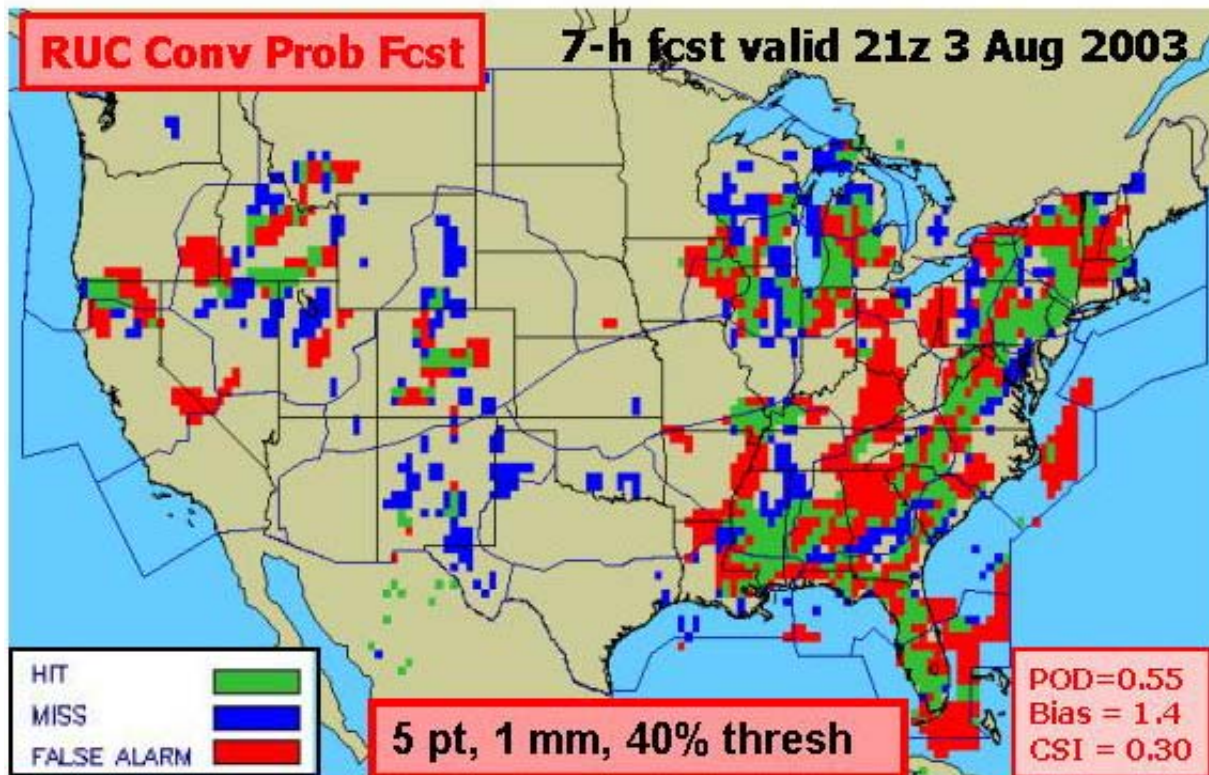 RUC Conv Prob Fcst
7-h fcst valid 21z 3 Aug 2003
HIT
MISS
FALSE ALARM
5 pt, 1 mm, 40% thresh
POD=0.55
Bias = 1.4
CSI = 0.30